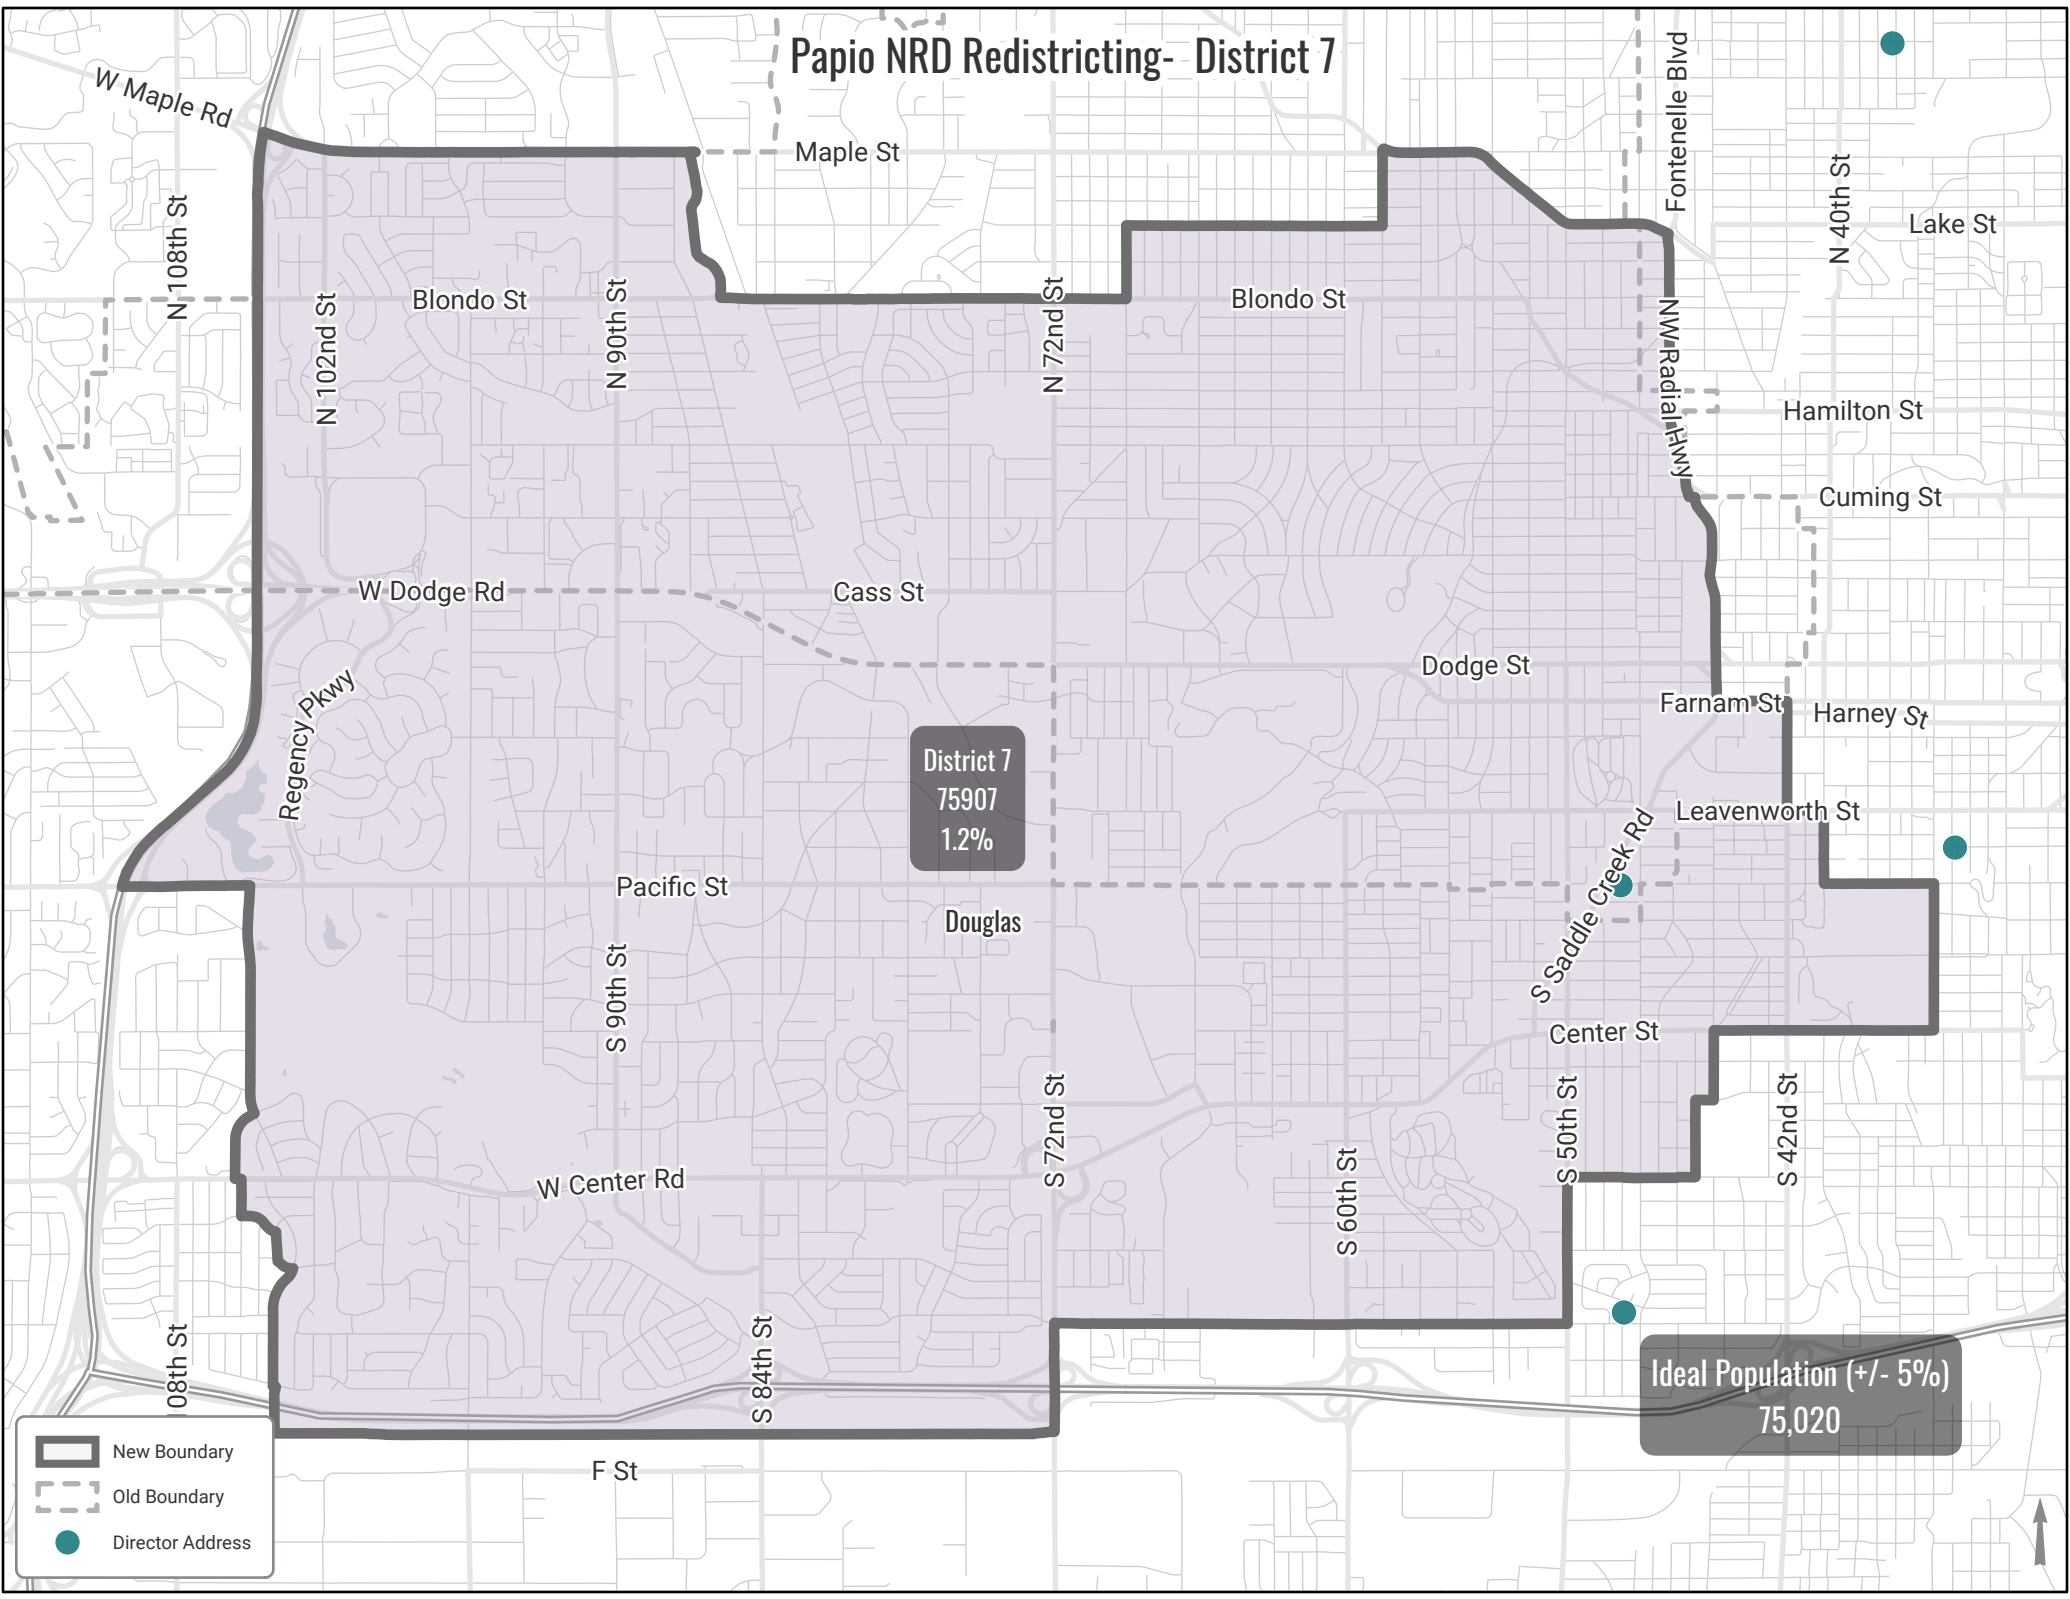 Papio NRD Redistricting- District 7
W Maple Rd
Maple St
Fontenelle Blvd
N 108th St
N 40th St
Lake St
Blondo St
Blondo St
N 102nd St
N 90th St
N 72nd St
NW Radial Hwy
Hamilton St
Cuming St
W Dodge Rd
Cass St
Dodge St
Regency Pkwy
Farnam St
Harney St
District 7
75907
1.2%
Leavenworth St
Pacific St
Douglas
S Saddle Creek Rd
S 90th St
Center St
S 72nd St
S 50th St
S 42nd St
W Center Rd
S 60th St
108th St
S 84th St
Ideal Population (+/- 5%)
75,020
F St
New Boundary
Old Boundary
Director Address